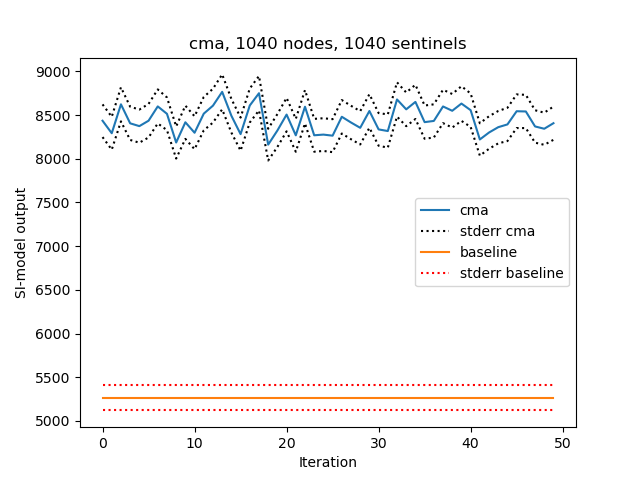 cma, 1040 nodes, 1040 sentinels
SI-model output
9000
8500
8000
7500
7000
6500
6000
5500
5000
cma
stderr cma
baseline
stderr baseline
0 10 20 30 40 50
Iteration